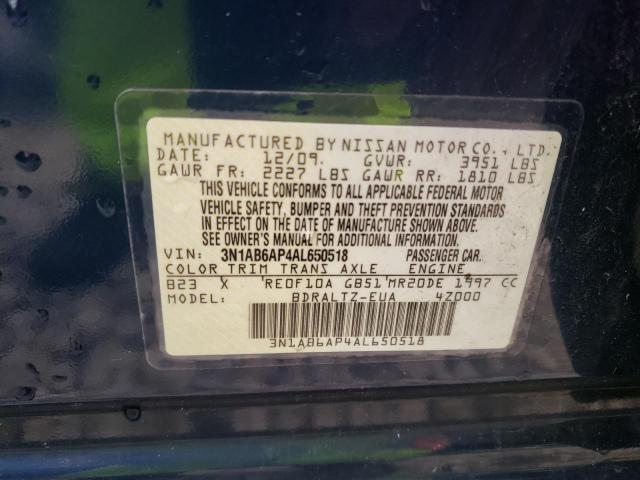 MANUFACTURED BY NISSAN MOTOR CO., LTD.
DATE: 12/09. GVWR: 3951 LBS
GAWR FR: 2227 LBS GAWR RR: 1810 LBS
THIS VEHICLE CONFORMS TO ALL APPLICABLE FEDERAL MOTOR
VEHICLE SAFETY, BUMPER AND THEFT PREVENTION STANDARDS
IN EFFECT ON THE DATE OF MANUFACTURE SHOWN ABOVE.
SEE OWNER'S MANUAL FOR ADDITIONAL INFORMATION.
VIN: 3N1AB6AP4AL650518 PASSENGER CAR.
COLOR TRIM TRANS AXLE ENGINE
B23 X RE0F10A GB51 MR20DE 1997 CC
MODEL: BDRALTZ-EUA 4Z000
3N1AB6AP4AL650518